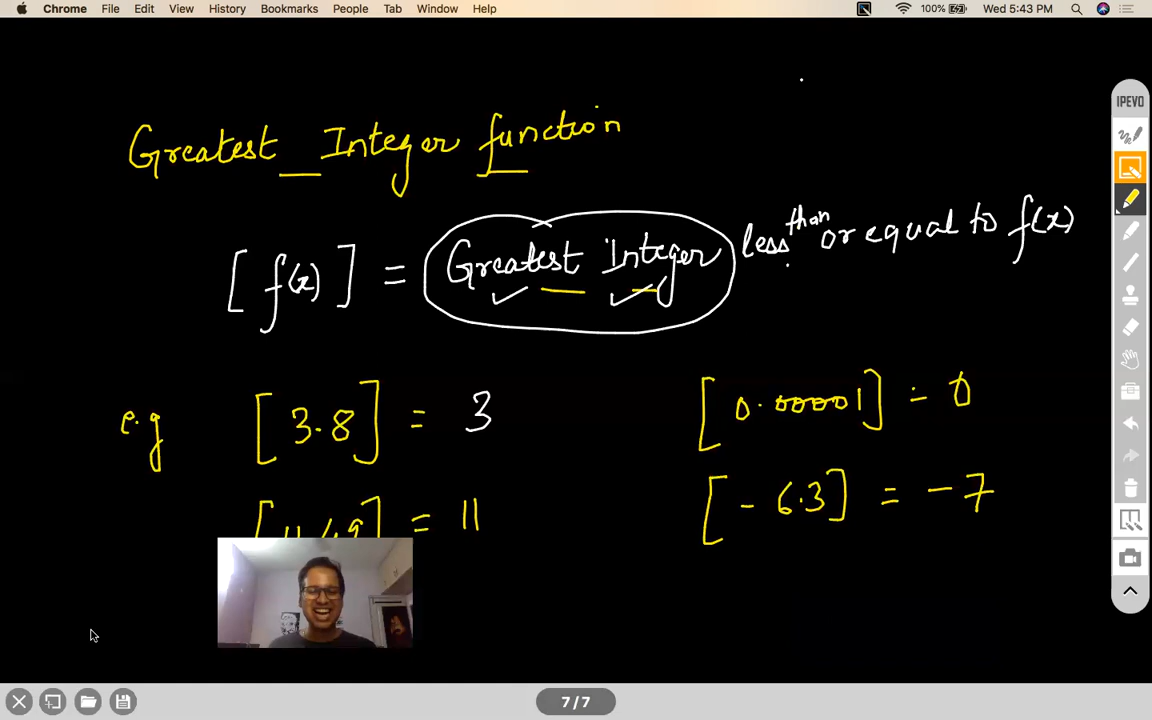 Chrome File Edit View History Bookmarks People Tab Window Help 100% Wed 5:43 PM
IPEVO
Greatest Integer function
[f(x)] = Greatest Integer less than or equal to f(x)
e.g [3.8] = 3
[0.00001] = 0
[11.49] = 11
[-6.3] = -7
7/7